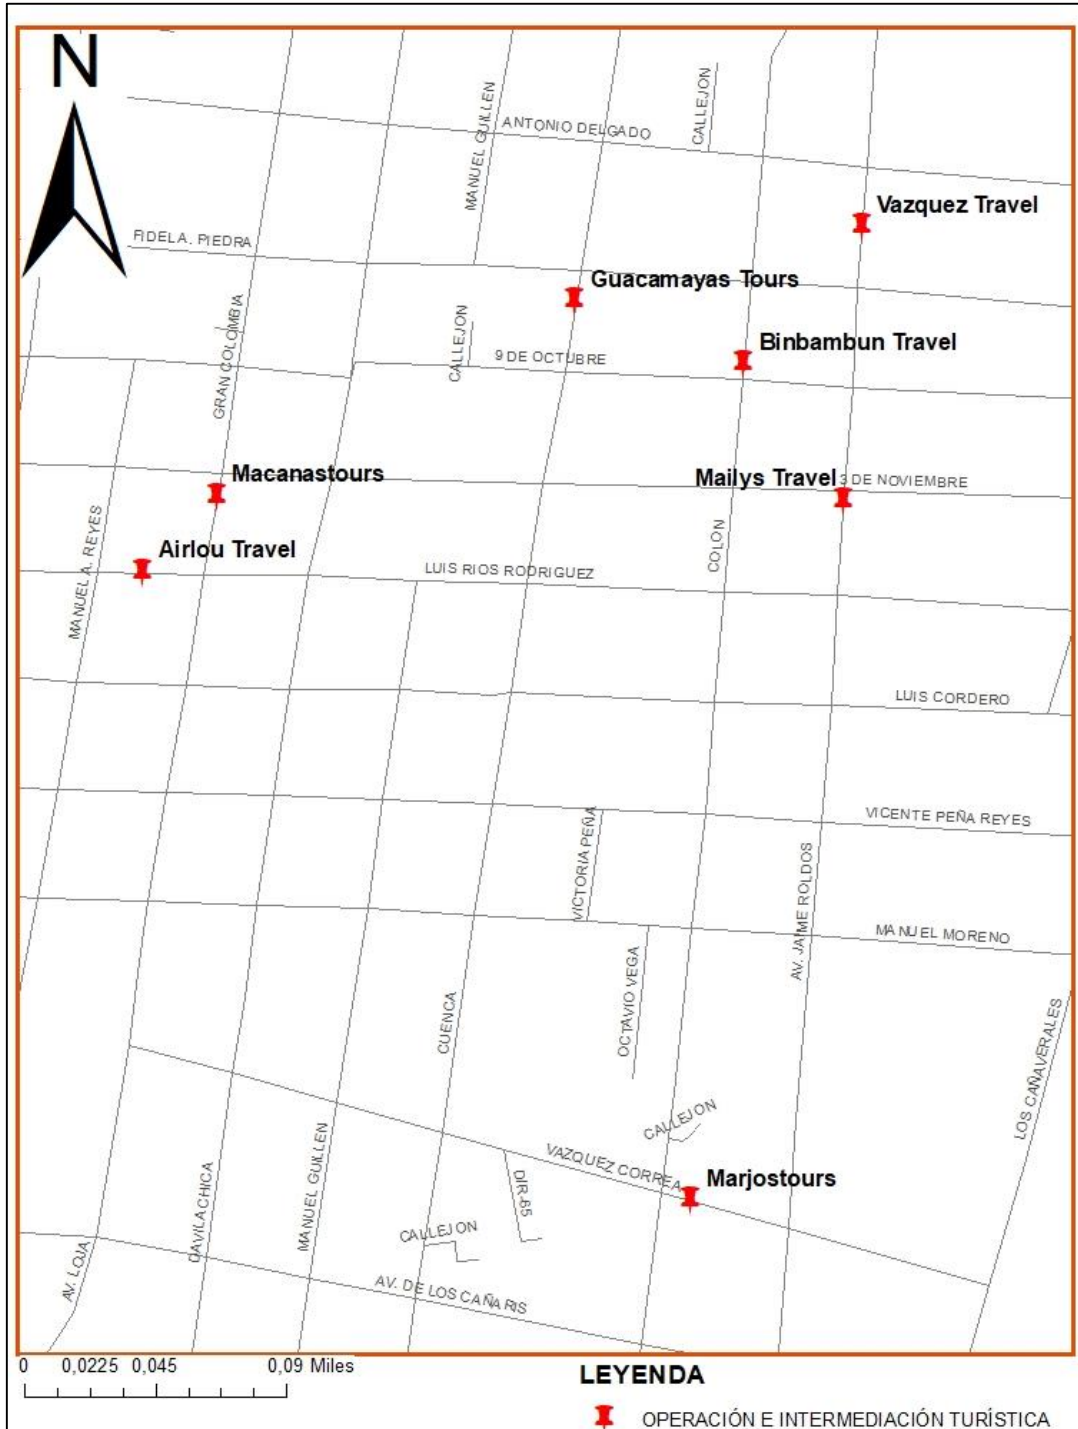 N
ANTONIO DELGADO
CALLEJON
MANUEL GUILLEN
Vazquez Travel
FIDEL A. PIEDRA
Guacamayas Tours
GRAN COLOMBIA
CALLEJON
9 DE OCTUBRE
Binbambun Travel
Macanastours
Mailys Travel
3 DE NOVIEMBRE
MANUEL A. REYES
Airlou Travel
LUIS RIOS RODRIGUEZ
COLON
LUIS CORDERO
VICTORIA PEÑA
VICENTE PEÑA REYES
AV. JAIME ROLDOS
MANUEL MORENO
OCTAVIO VEGA
CUENCA
LOS CAÑAVERALES
CALLEJON
VAZQUEZ CORREA
Marjostours
DIR-65
MANUEL GUILLEN
DAVILA CHICA
CALLEJON
AV. LOJA
AV. DE LOS CAÑARIS
0 0,0225 0,045 0,09 Miles
LEYENDA
OPERACIÓN E INTERMEDIACIÓN TURÍSTICA